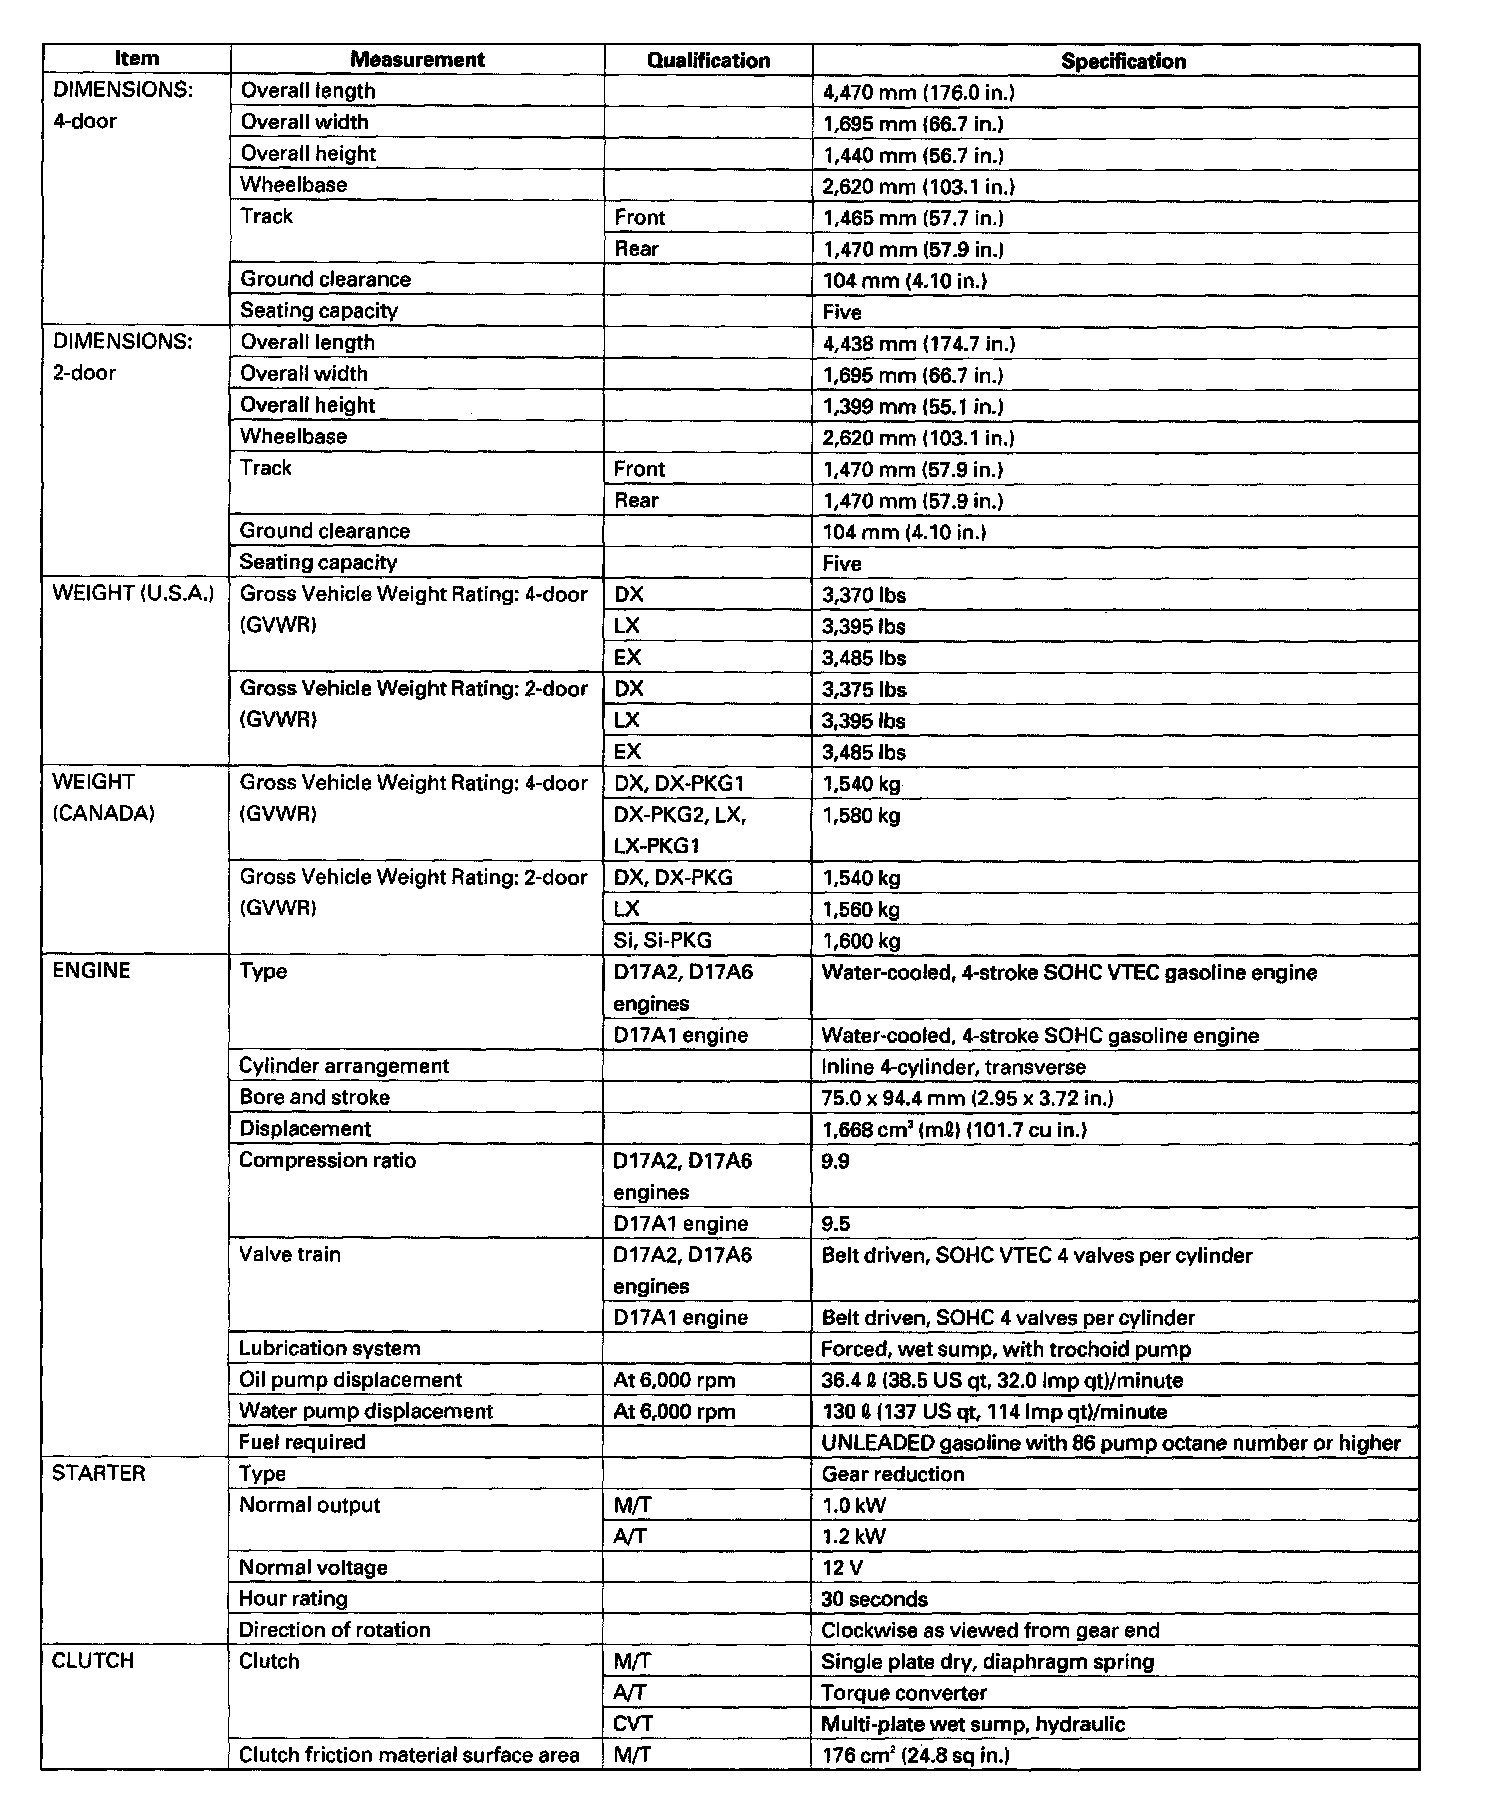 Item Measurement Qualification Specification
DIMENSIONS: Overall length 4,470 mm (176.0 in.)
4-door Overall width 1,695 mm (66.7 in.)
Overall height 1,440 mm (56.7 in.)
Wheelbase 2,620 mm (103.1 in.)
Track Front 1,465 mm (57.7 in.)
Rear 1,470 mm (57.9 in.)
Ground clearance 104 mm (4.10 in.)
Seating capacity Five
DIMENSIONS: Overall length 4,438 mm (174.7 in.)
2-door Overall width 1,695 mm (66.7 in.)
Overall height 1,399 mm (55.1 in.)
Wheelbase 2,620 mm (103.1 in.)
Track Front 1,470 mm (57.9 in.)
Rear 1,470 mm (57.9 in.)
Ground clearance 104 mm (4.10 in.)
Seating capacity Five
WEIGHT (U.S.A.) Gross Vehicle Weight Rating: 4-door DX 3,370 lbs
(GVWR) LX 3,395 lbs
EX 3,485 lbs
Gross Vehicle Weight Rating: 2-door DX 3,375 lbs
(GVWR) LX 3,395 lbs
EX 3,485 lbs
WEIGHT Gross Vehicle Weight Rating: 4-door DX, DX-PKG1 1,540 kg
(CANADA) (GVWR) DX-PKG2, LX, 1,580 kg
LX-PKG1
Gross Vehicle Weight Rating: 2-door DX, DX-PKG 1,540 kg
(GVWR) LX 1,560 kg
Si, Si-PKG 1,600 kg
ENGINE Type D17A2, D17A6 Water-cooled, 4-stroke SOHC VTEC gasoline engine
engines
D17A1 engine Water-cooled, 4-stroke SOHC gasoline engine
Cylinder arrangement Inline 4-cylinder, transverse
Bore and stroke 75.0 x 94.4 mm (2.95 x 3.72 in.)
Displacement 1,668 cm³ (mℓ) (101.7 cu in.)
Compression ratio D17A2, D17A6 9.9
engines
D17A1 engine 9.5
Valve train D17A2, D17A6 Belt driven, SOHC VTEC 4 valves per cylinder
engines
D17A1 engine Belt driven, SOHC 4 valves per cylinder
Lubrication system Forced, wet sump, with trochoid pump
Oil pump displacement At 6,000 rpm 36.4 ℓ (38.5 US qt, 32.0 Imp qt)/minute
Water pump displacement At 6,000 rpm 130 ℓ (137 US qt, 114 Imp qt)/minute
Fuel required UNLEADED gasoline with 86 pump octane number or higher
STARTER Type Gear reduction
Normal output M/T 1.0 kW
A/T 1.2 kW
Normal voltage 12 V
Hour rating 30 seconds
Direction of rotation Clockwise as viewed from gear end
CLUTCH Clutch M/T Single plate dry, diaphragm spring
A/T Torque converter
CVT Multi-plate wet sump, hydraulic
Clutch friction material surface area M/T 176 cm² (24.8 sq in.)